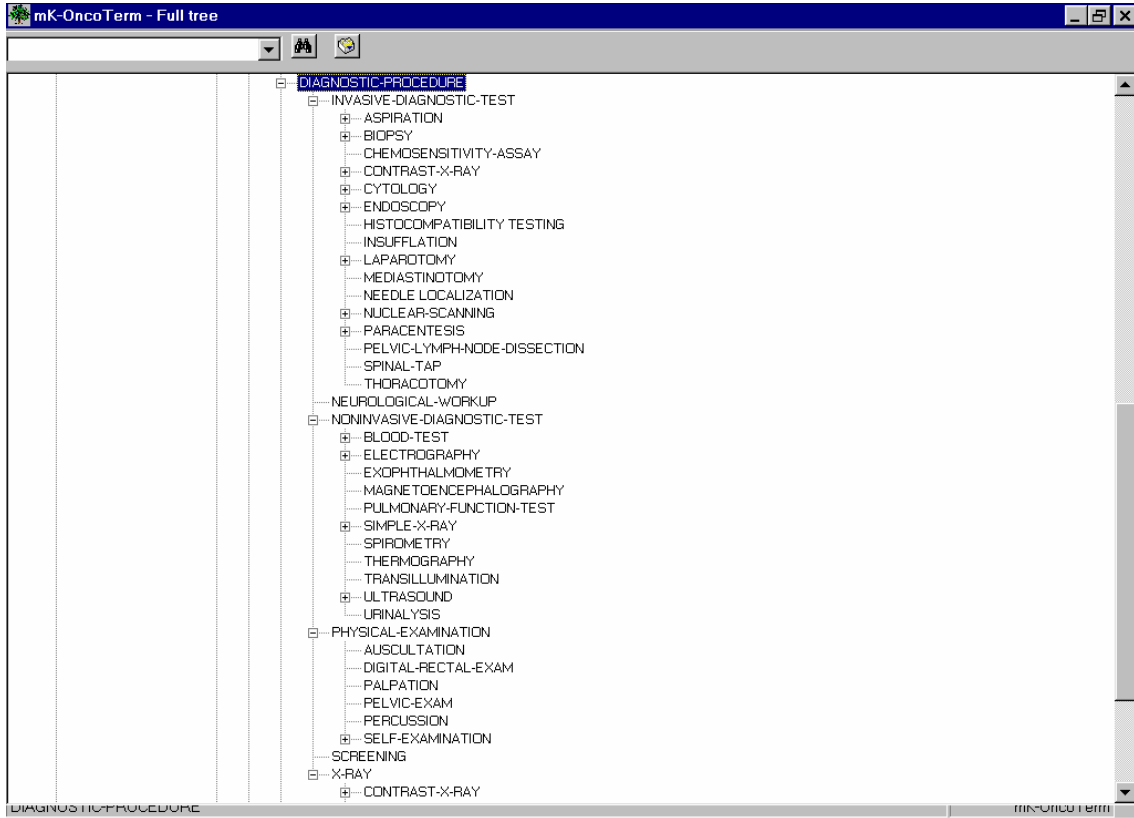 mK-OncoTerm - Full tree
DIAGNOSTIC-PROCEDURE
INVASIVE-DIAGNOSTIC-TEST
ASPIRATION
BIOPSY
CHEMOSENSITIVITY-ASSAY
CONTRAST-X-RAY
CYTOLOGY
ENDOSCOPY
HISTOCOMPATIBILITY TESTING
INSUFFLATION
LAPAROTOMY
MEDIASTINOTOMY
NEEDLE LOCALIZATION
NUCLEAR-SCANNING
PARACENTESIS
PELVIC-LYMPH-NODE-DISSECTION
SPINAL-TAP
THORACOTOMY
NEUROLOGICAL-WORKUP
NONINVASIVE-DIAGNOSTIC-TEST
BLOOD-TEST
ELECTROGRAPHY
EXOPHTHALMOMETRY
MAGNETOENCEPHALOGRAPHY
PULMONARY-FUNCTION-TEST
SIMPLE-X-RAY
SPIROMETRY
THERMOGRAPHY
TRANSILLUMINATION
ULTRASOUND
URINALYSIS
PHYSICAL-EXAMINATION
AUSCULTATION
DIGITAL-RECTAL-EXAM
PALPATION
PELVIC-EXAM
PERCUSSION
SELF-EXAMINATION
SCREENING
X-RAY
CONTRAST-X-RAY
DIAGNOSTIC-PROCEDURE mK-OncoTerm